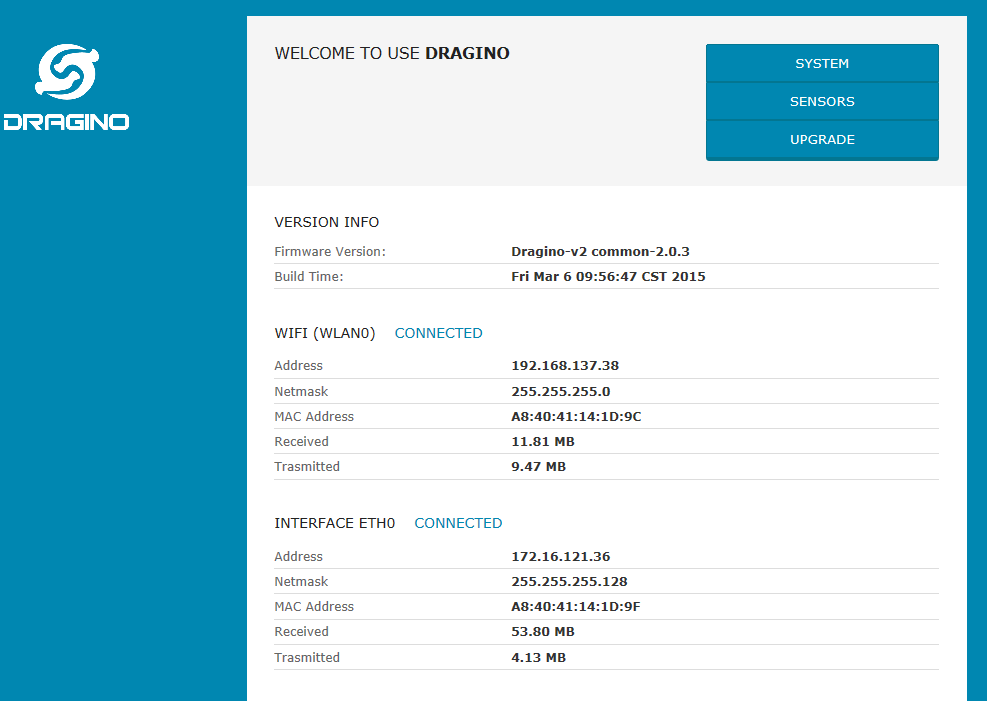 DRAGINO
WELCOME TO USE DRAGINO
SYSTEM
SENSORS
UPGRADE
VERSION INFO
Firmware Version: Dragino-v2 common-2.0.3
Build Time: Fri Mar 6 09:56:47 CST 2015
WIFI (WLAN0) CONNECTED
Address 192.168.137.38
Netmask 255.255.255.0
MAC Address A8:40:41:14:1D:9C
Received 11.81 MB
Trasmitted 9.47 MB
INTERFACE ETH0 CONNECTED
Address 172.16.121.36
Netmask 255.255.255.128
MAC Address A8:40:41:14:1D:9F
Received 53.80 MB
Trasmitted 4.13 MB